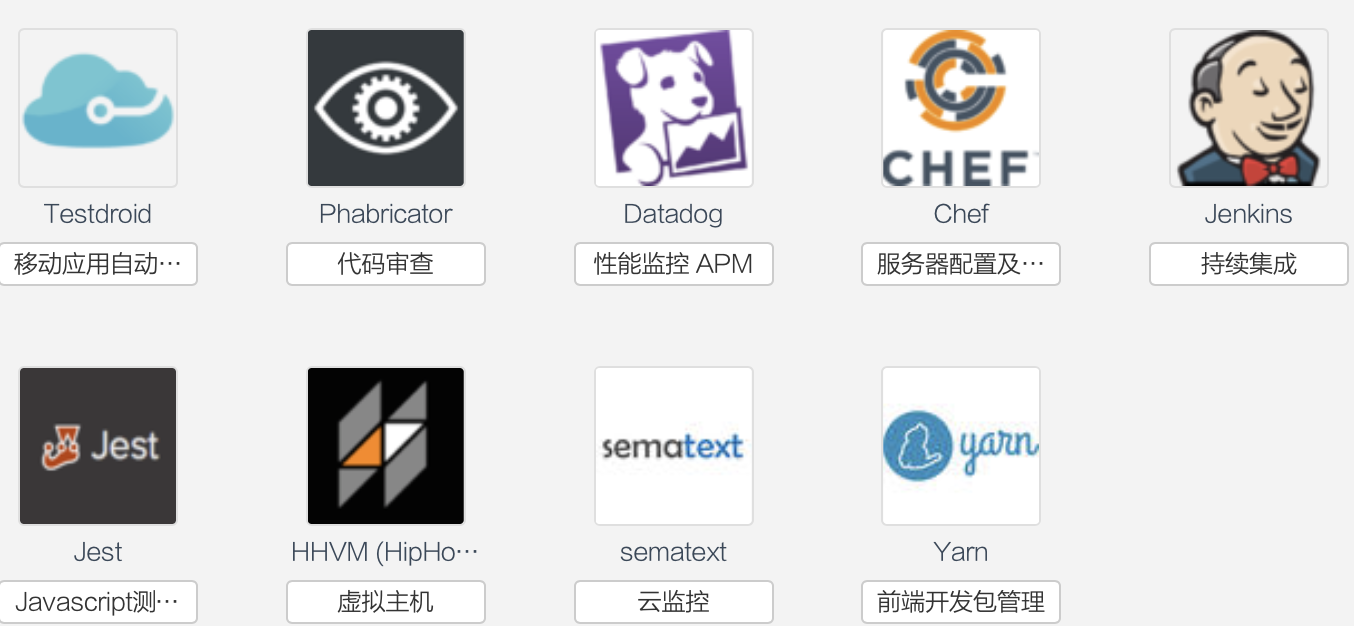 CHEF
Testdroid
Phabricator
Datadog
Chef
Jenkins
移动应用自动…
代码审查
性能监控 APM
服务器配置及…
持续集成
Jest
sematext
yarn
Jest
HHVM (HipHo…
sematext
Yarn
Javascript测…
虚拟主机
云监控
前端开发包管理